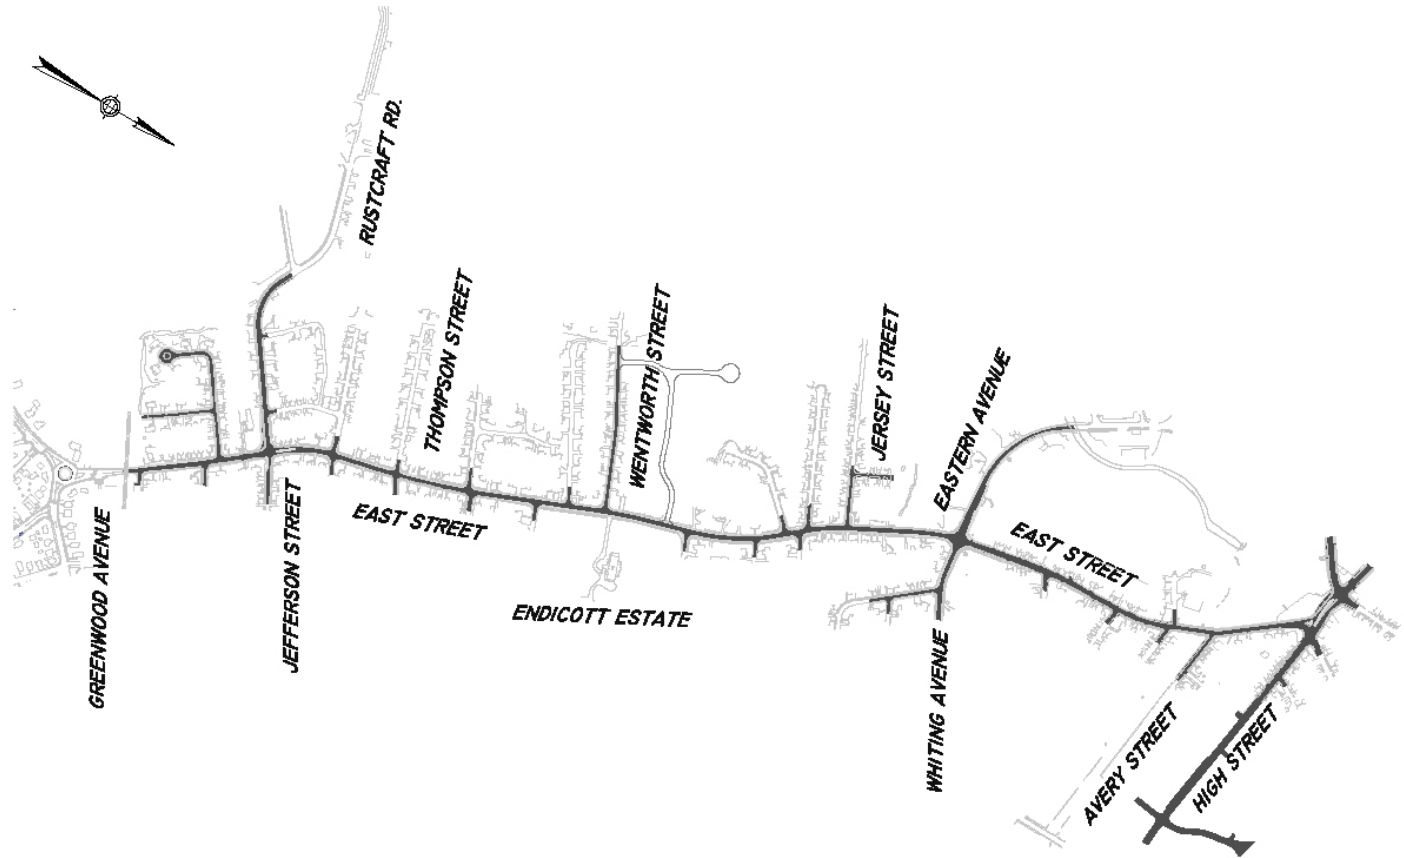 RUSTCRAFT RD.
THOMPSON STREET
WENTWORTH STREET
JERSEY STREET
EASTERN AVENUE
GREENWOOD AVENUE
JEFFERSON STREET
EAST STREET
EAST STREET
ENDICOTT ESTATE
WHITING AVENUE
AVERY STREET
HIGH STREET